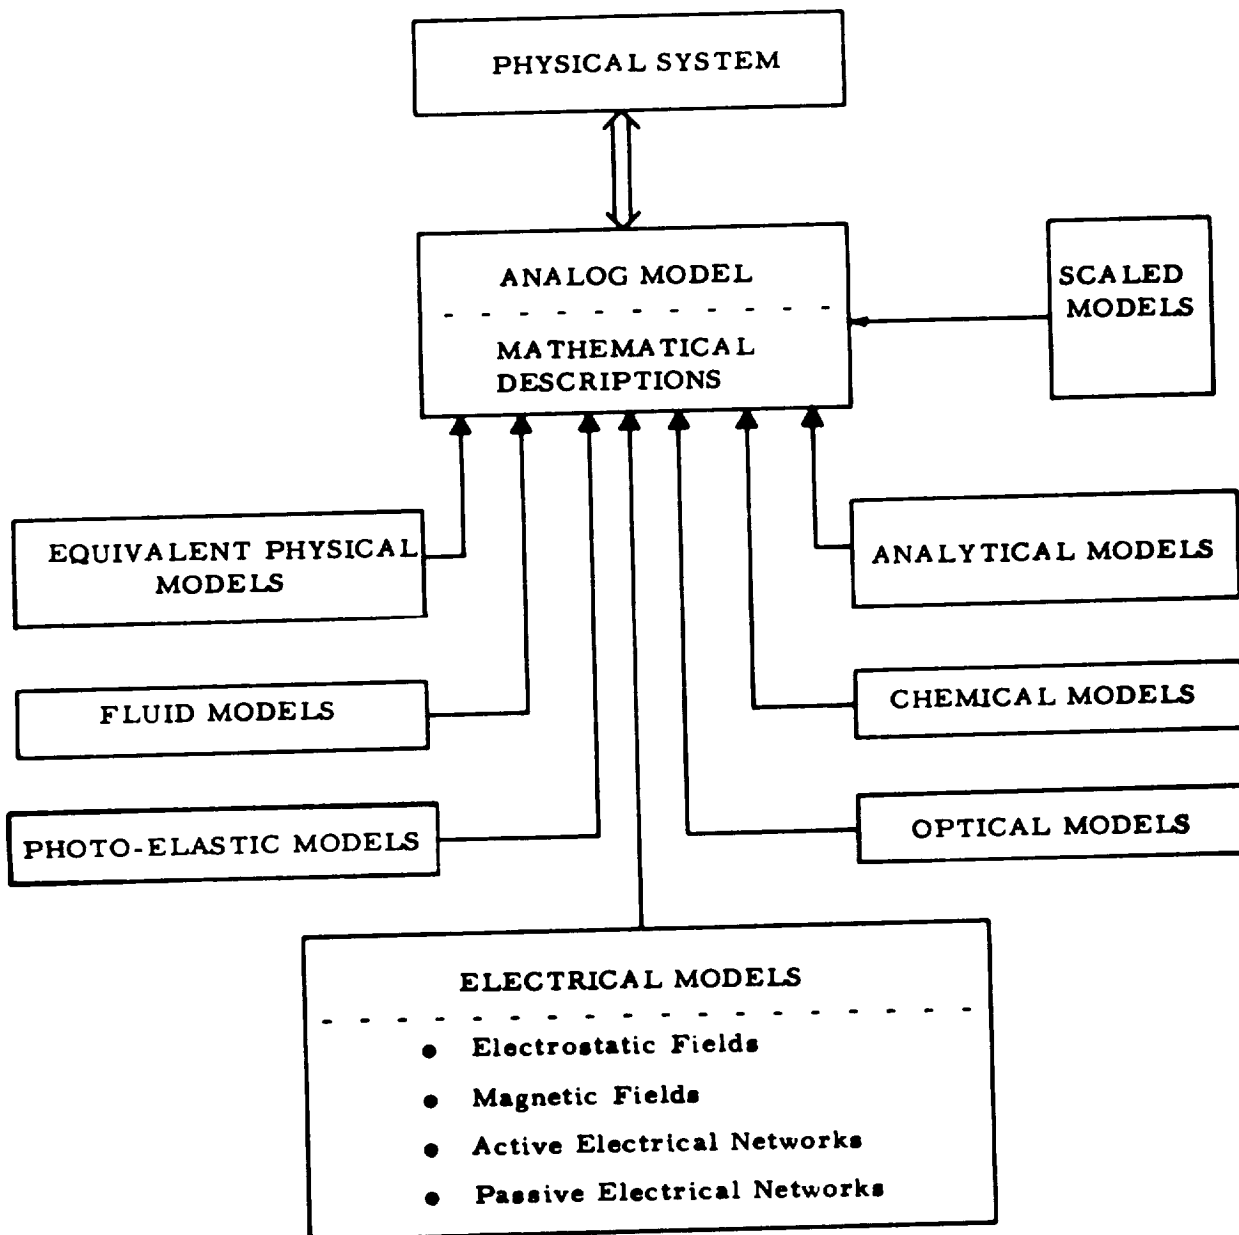 PHYSICAL SYSTEM
ANALOG MODEL
MATHEMATICAL
DESCRIPTIONS
SCALED
MODELS
EQUIVALENT PHYSICAL
MODELS
ANALYTICAL MODELS
FLUID MODELS
CHEMICAL MODELS
PHOTO-ELASTIC MODELS
OPTICAL MODELS
ELECTRICAL MODELS
• Electrostatic Fields
• Magnetic Fields
• Active Electrical Networks
• Passive Electrical Networks